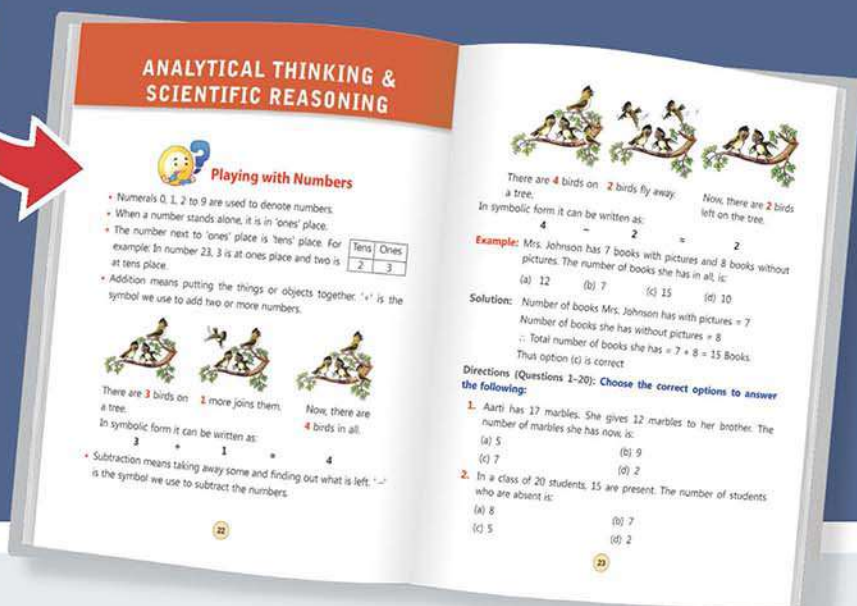 ANALYTICAL THINKING &
SCIENTIFIC REASONING
Playing with Numbers
• Numerals 0, 1, 2 to 9 are used to denote numbers.
• When a number stands alone, it is in 'ones' place.
• The number next to 'ones' place is 'tens' place. For
example: In number 23, 3 is at ones place and two is
at tens place.
Tens Ones
2 3
• Addition means putting the things or objects together. '+' is the
symbol we use to add two or more numbers.
There are 3 birds on
a tree.
1 more joins them.
Now, there are
4 birds in all.
In symbolic form it can be written as:
3 + 1 = 4
• Subtraction means taking away some and finding out what is left. '–'
is the symbol we use to subtract the numbers.
22
There are 4 birds on
a tree.
2 birds fly away.
Now, there are 2 birds
left on the tree.
In symbolic form it can be written as:
4 – 2 = 2
Example: Mrs. Johnson has 7 books with pictures and 8 books without
pictures. The number of books she has in all, is:
(a) 12 (b) 7 (c) 15 (d) 10
Solution: Number of books Mrs. Johnson has with pictures = 7
Number of books she has without pictures = 8
∴ Total number of books she has = 7 + 8 = 15 Books.
Thus option (c) is correct
Directions (Questions 1–20): Choose the correct options to answer
the following:
1. Aarti has 17 marbles. She gives 12 marbles to her brother. The
number of marbles she has now, is:
(a) 5 (b) 9
(c) 7 (d) 2
2. In a class of 20 students, 15 are present. The number of students
who are absent is:
(a) 8 (b) 7
(c) 5 (d) 2
23